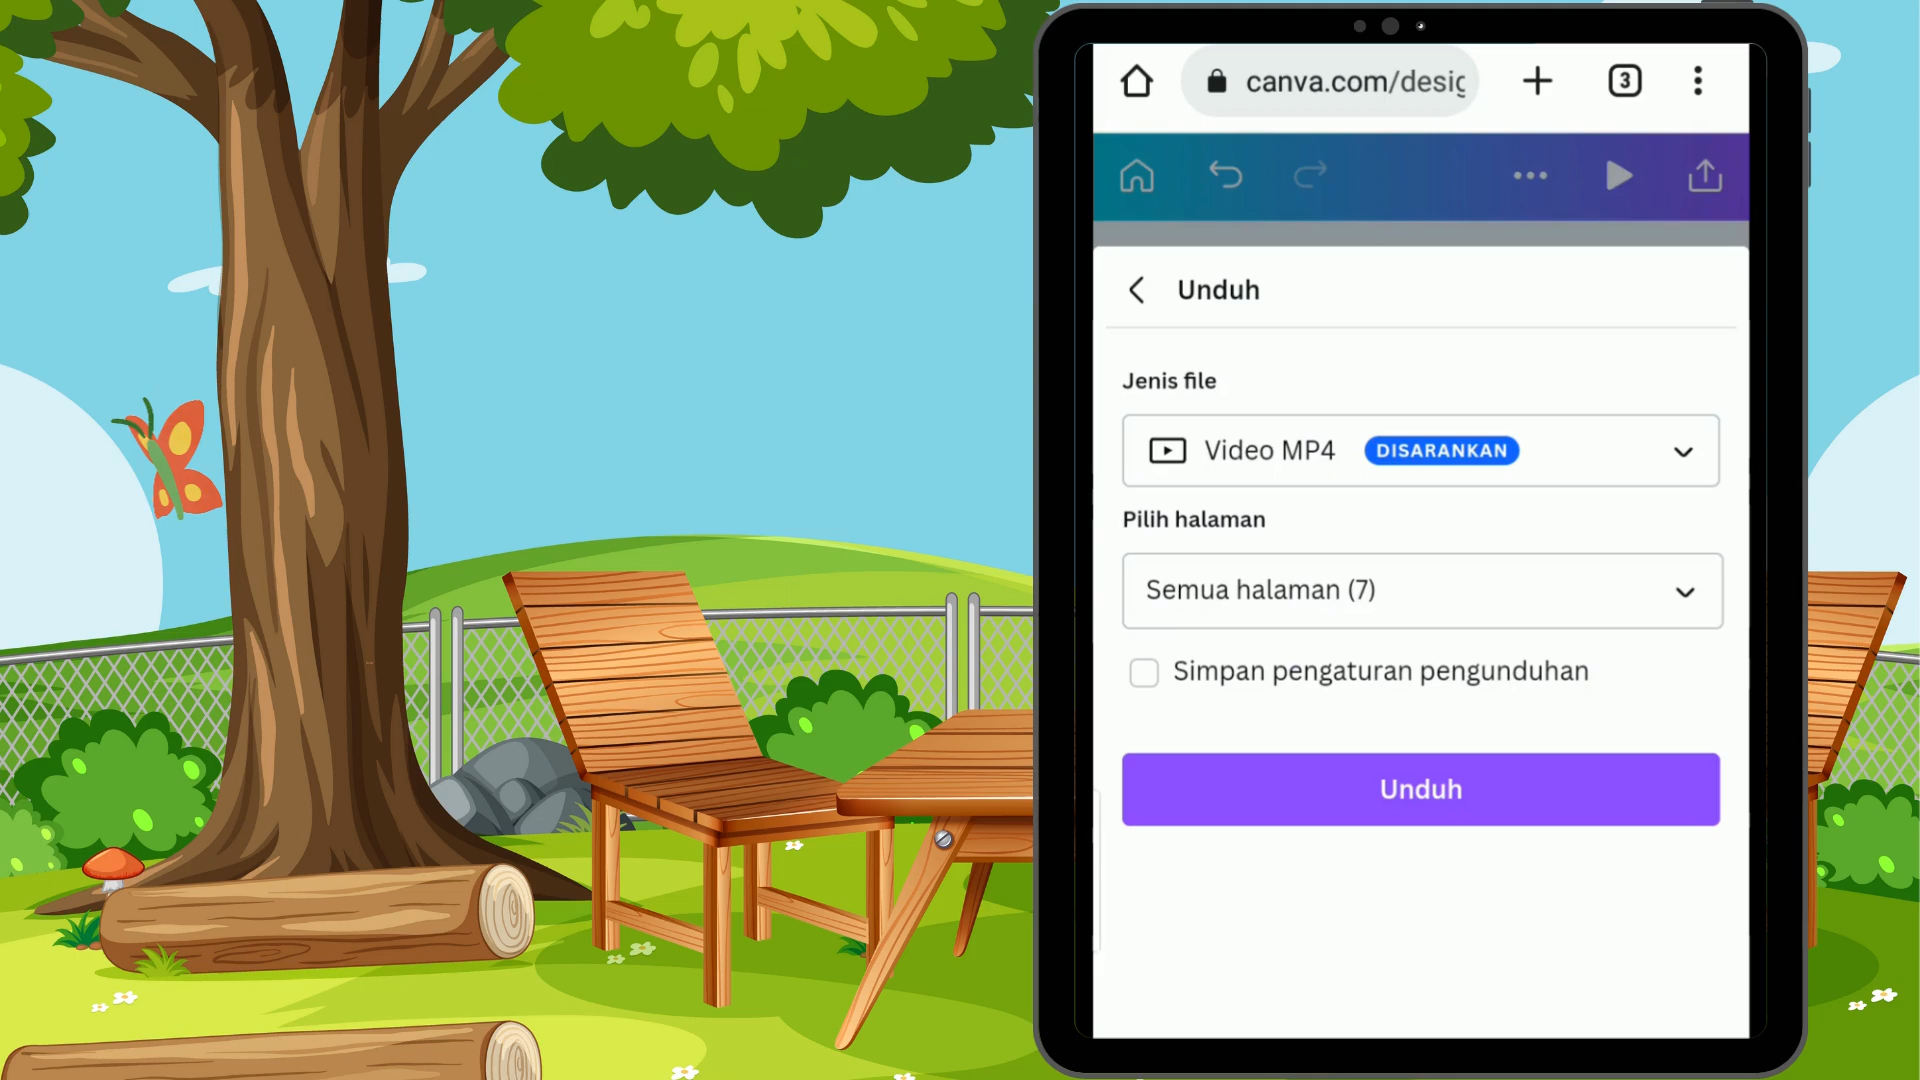 canva.com/desig
3
Unduh
Jenis file
Video MP4 DISARANKAN
Pilih halaman
Semua halaman (7)
Simpan pengaturan pengunduhan
Unduh